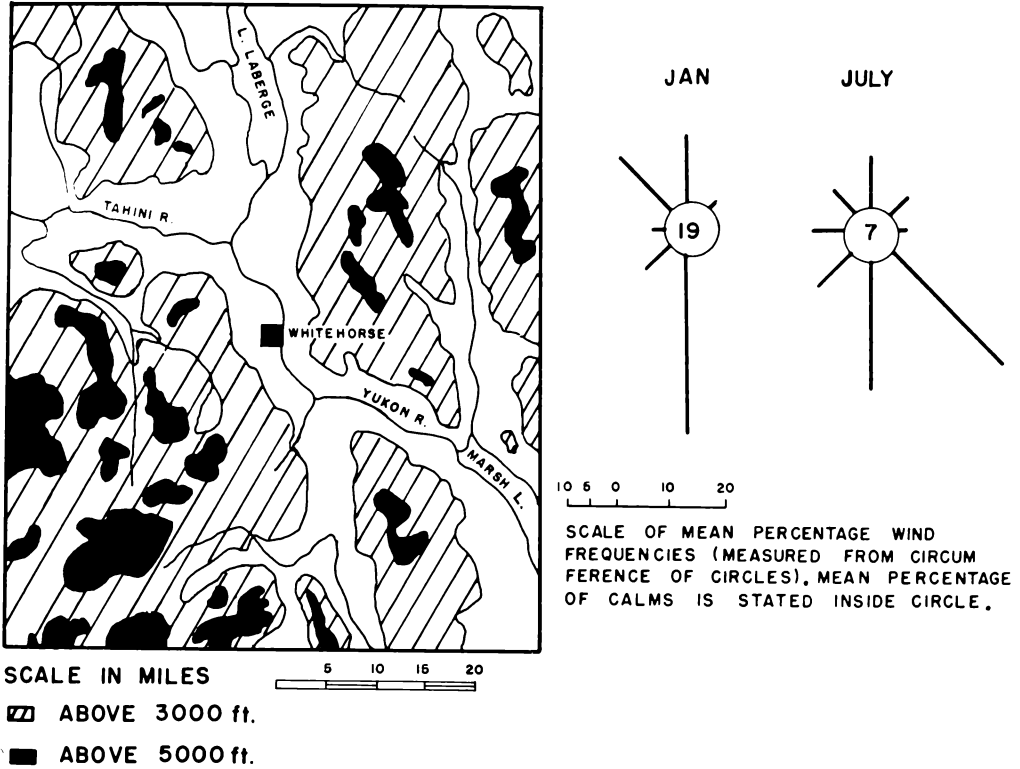 L. LABERGE
TAHINI R.
WHITEHORSE
YUKON R.
MARSH L.
SCALE IN MILES
5 10 15 20
ABOVE 3000 ft.
ABOVE 5000 ft.
JAN
JULY
19
7
10 5 0 10 20
SCALE OF MEAN PERCENTAGE WIND
FREQUENCIES (MEASURED FROM CIRCUM
FERENCE OF CIRCLES). MEAN PERCENTAGE
OF CALMS IS STATED INSIDE CIRCLE.